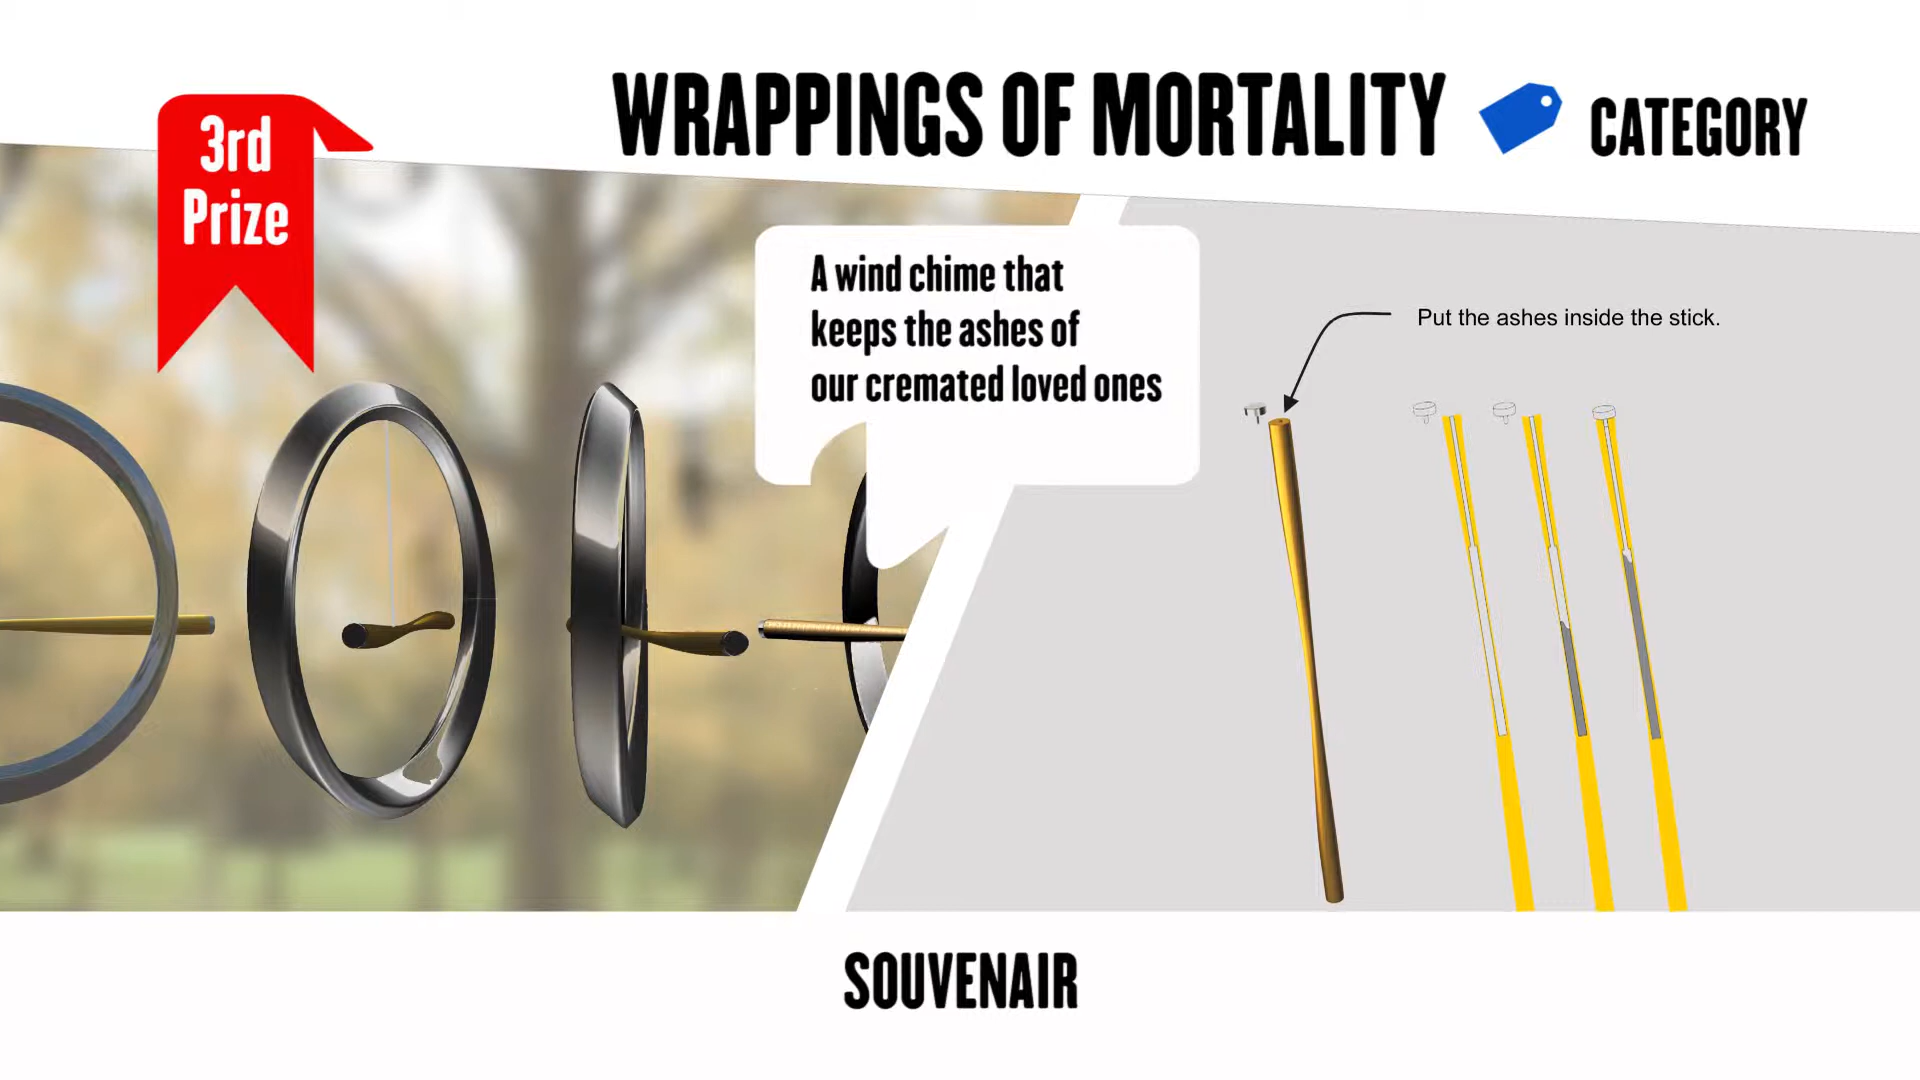 3rd
Prize
WRAPPINGS OF MORTALITY
CATEGORY
A wind chime that
keeps the ashes of
our cremated loved ones
Put the ashes inside the stick.
SOUVENAIR